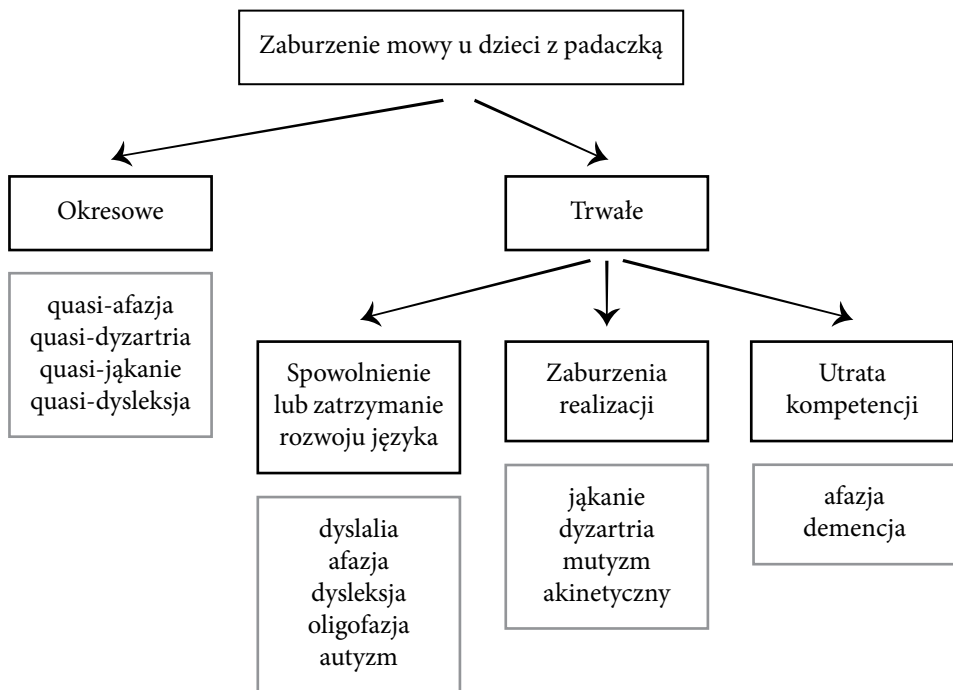 Zaburzenie mowy u dzieci z padaczką
Okresowe
quasi-afazja
quasi-dyzartria
quasi-jąkanie
quasi-dysleksja
Trwałe
Spowolnienie
lub zatrzymanie
rozwoju języka
dyslalia
afazja
dysleksja
oligofazja
autyzm
Zaburzenia
realizacji
jąkanie
dyzartria
mutyzm
akinetyczny
Utrata
kompetencji
afazja
demencja